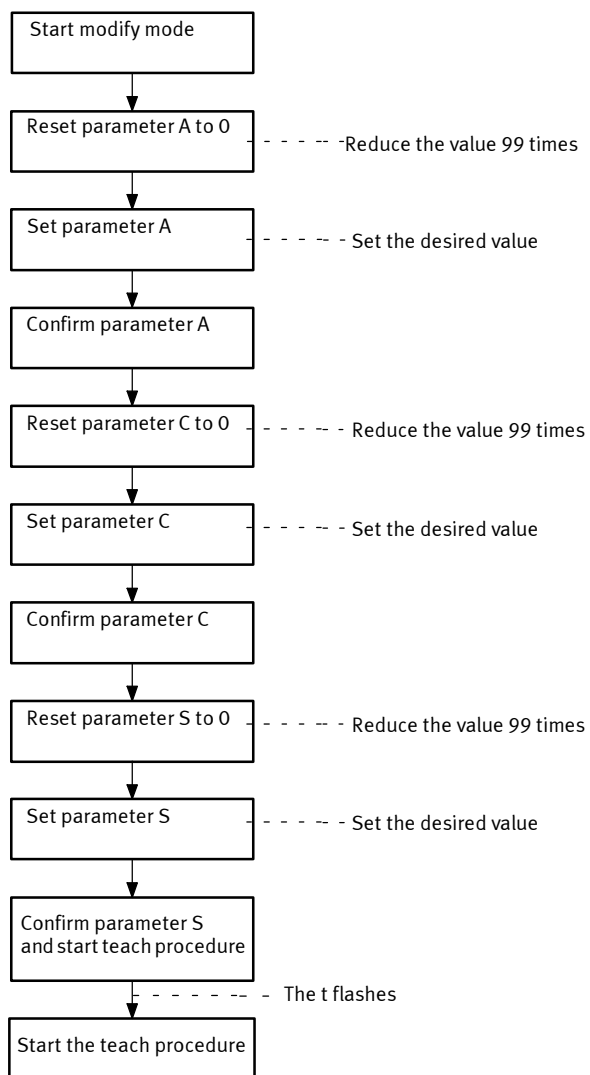 Start modify mode
Reset parameter A to 0
Reduce the value 99 times
Set parameter A
Set the desired value
Confirm parameter A
Reset parameter C to 0
Reduce the value 99 times
Set parameter C
Set the desired value
Confirm parameter C
Reset parameter S to 0
Reduce the value 99 times
Set parameter S
Set the desired value
Confirm parameter S
and start teach procedure
The t flashes
Start the teach procedure